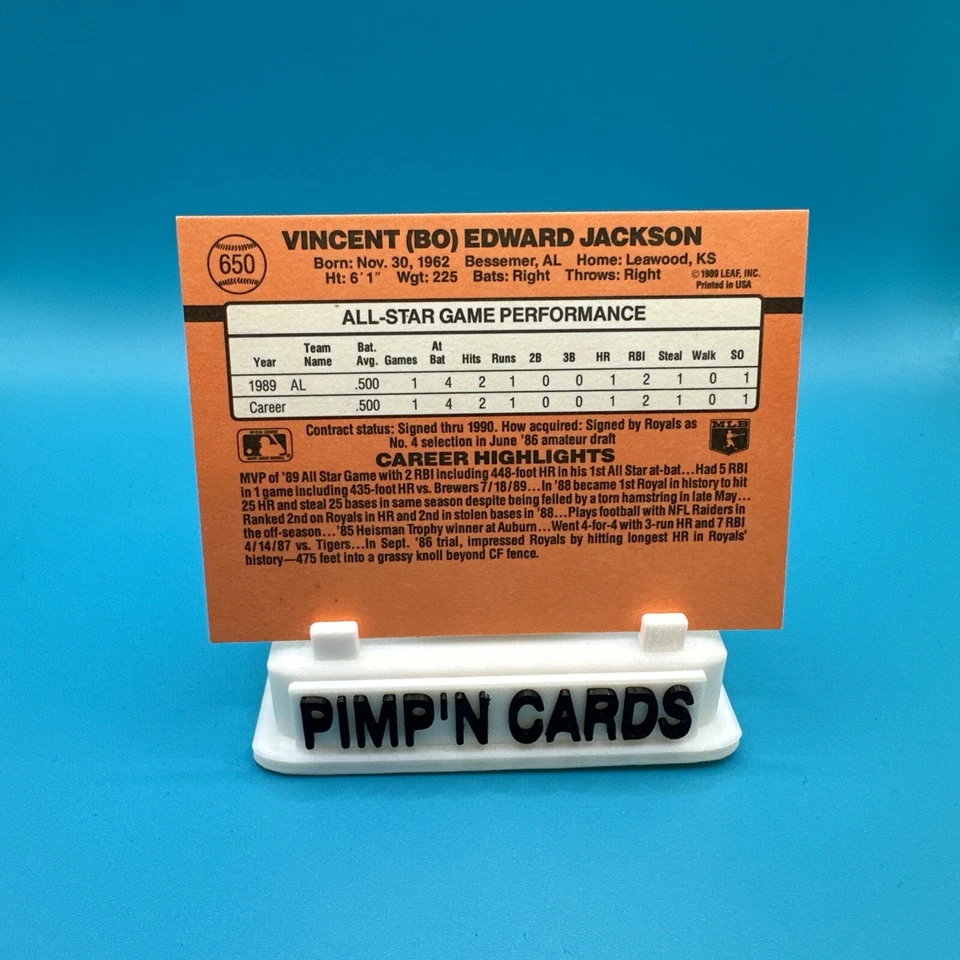 650
VINCENT (BO) EDWARD JACKSON
Born: Nov. 30, 1962 Bessemer, AL Home: Leawood, KS
Ht: 6'1" Wgt: 225 Bats: Right Throws: Right
©1989 LEAF, INC.
Printed in USA
ALL-STAR GAME PERFORMANCE
Year Team Name Bat. Avg. Games At Bat Hits Runs 2B 3B HR RBI Steal Walk SO
1989 AL .500 1 4 2 1 0 0 1 2 1 0 1
Career .500 1 4 2 1 0 0 1 2 1 0 1
Contract status: Signed thru 1990. How acquired: Signed by Royals as
No. 4 selection in June '86 amateur draft
MLB
CAREER HIGHLIGHTS
MVP of '89 All Star Game with 2 RBI including 448-foot HR in his 1st All Star at-bat...Had 5 RBI
in 1 game including 435-foot HR vs. Brewers 7/18/89...In '88 became 1st Royal in history to hit
25 HR and steal 25 bases in same season despite being felled by a torn hamstring in late May...
Ranked 2nd on Royals in HR and 2nd in stolen bases in '88...Plays football with NFL Raiders in
the off-season...'85 Heisman Trophy winner at Auburn...Went 4-for-4 with 3-run HR and 7 RBI
4/14/87 vs. Tigers...In Sept. '86 trial, impressed Royals by hitting longest HR in Royals'
history—475 feet into a grassy knoll beyond CF fence.
PIMP'N CARDS